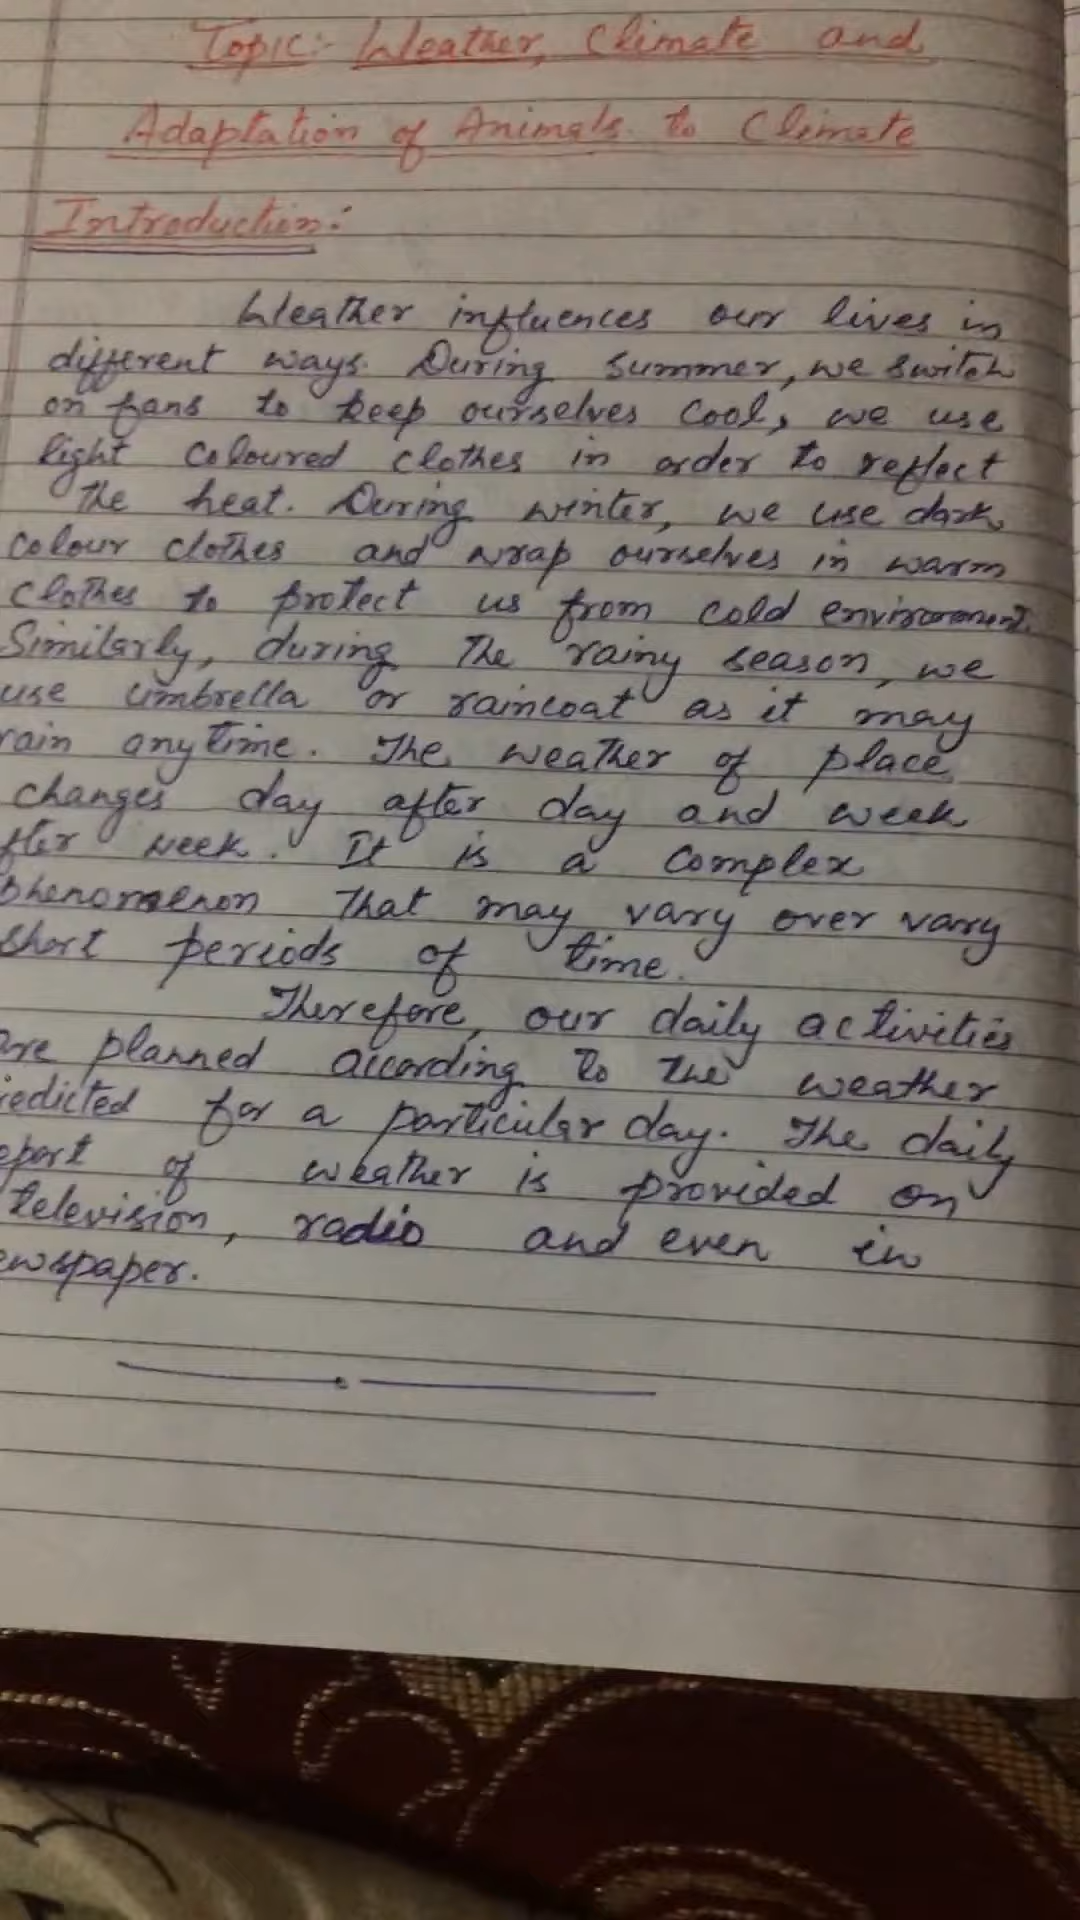 Topic:- Weather, Climate and
Adaptation of Animals to Climate
Introduction:
Weather influences our lives in
different ways. During summer, we switch
on fans to keep ourselves cool, we use
light coloured clothes in order to reflect
the heat. During winter, we use dark
colour clothes and wrap ourselves in warm
clothes to protect us from cold environment.
Similarly, during the rainy season, we
use umbrella or raincoat as it may
rain anytime. The weather of place
changes day after day and week
fter week. It is a complex
phenomenon that may vary over vary
short periods of time.
Therefore, our daily activities
are planned according to the weather
redicted for a particular day. The daily
eport of weather is provided on
television, radio and even in
ewspaper.